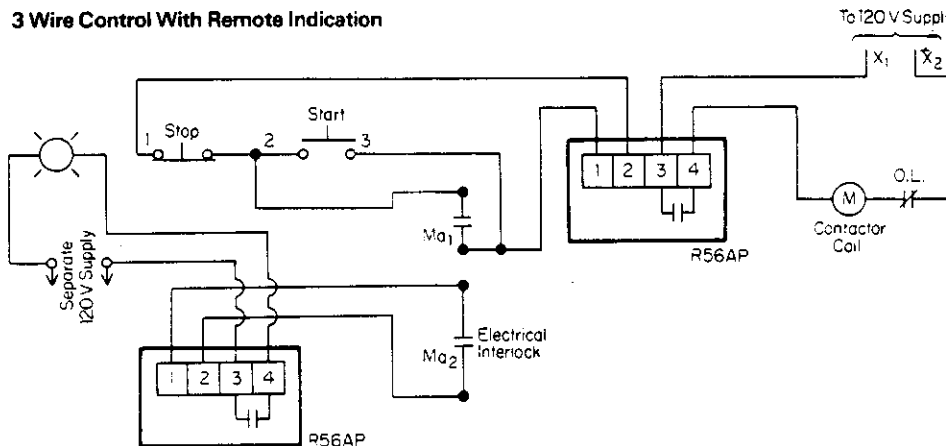 3 Wire Control With Remote Indication
To 120 V Supply
X1 X2
1 Stop 2 Start 3
1 2 3 4
O.L.
M
Contactor
Coil
R56AP
Ma1
Separate
120 V Supply
Ma2
Electrical
Interlock
1 2 3 4
R56AP